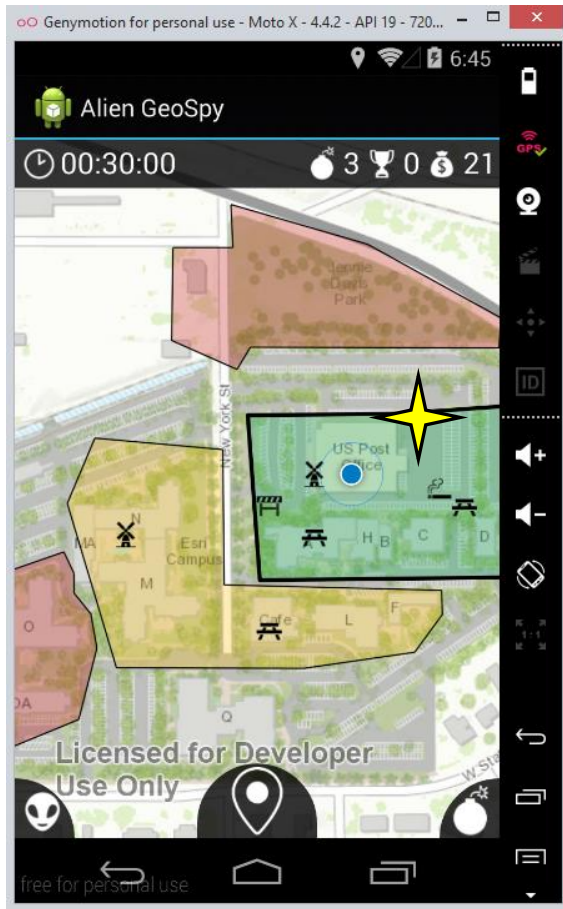 Genymotion for personal use - Moto X - 4.4.2 - API 19 - 720...
6:45
Alien GeoSpy
GPS
00:30:00 3 0 21
Jennie
Davis
Park
ID
New York St
US Post
Office
N
MA
Esri
Campus
M
H B C D
Cafe L F
O
1:1
OA
Q
Licensed for Developer
Use Only
W Sta
free for personal use